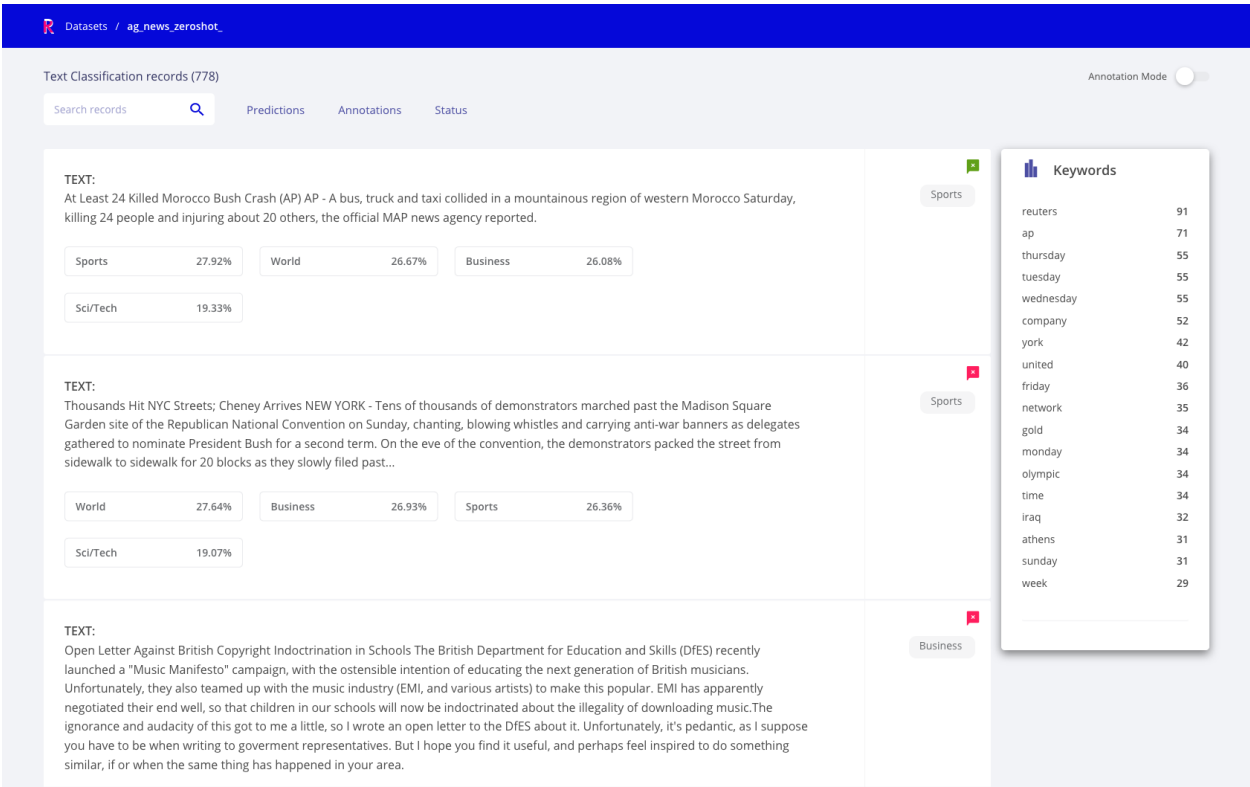 R Datasets / ag_news_zeroshot_
Text Classification records (778)
Annotation Mode
Search records
Predictions Annotations Status
TEXT:
At Least 24 Killed Morocco Bush Crash (AP) AP - A bus, truck and taxi collided in a mountainous region of western Morocco Saturday,
killing 24 people and injuring about 20 others, the official MAP news agency reported.
Sports
Sports 27.92% World 26.67% Business 26.08%
Sci/Tech 19.33%
TEXT:
Thousands Hit NYC Streets; Cheney Arrives NEW YORK - Tens of thousands of demonstrators marched past the Madison Square
Garden site of the Republican National Convention on Sunday, chanting, blowing whistles and carrying anti-war banners as delegates
gathered to nominate President Bush for a second term. On the eve of the convention, the demonstrators packed the street from
sidewalk to sidewalk for 20 blocks as they slowly filed past...
Sports
World 27.64% Business 26.93% Sports 26.36%
Sci/Tech 19.07%
TEXT:
Open Letter Against British Copyright Indoctrination in Schools The British Department for Education and Skills (DfES) recently
launched a "Music Manifesto" campaign, with the ostensible intention of educating the next generation of British musicians.
Unfortunately, they also teamed up with the music industry (EMI, and various artists) to make this popular. EMI has apparently
negotiated their end well, so that children in our schools will now be indoctrinated about the illegality of downloading music.The
ignorance and audacity of this got to me a little, so I wrote an open letter to the DfES about it. Unfortunately, it's pedantic, as I suppose
you have to be when writing to goverment representatives. But I hope you find it useful, and perhaps feel inspired to do something
similar, if or when the same thing has happened in your area.
Business
Keywords
reuters 91
ap 71
thursday 55
tuesday 55
wednesday 55
company 52
york 42
united 40
friday 36
network 35
gold 34
monday 34
olympic 34
time 34
iraq 32
athens 31
sunday 31
week 29